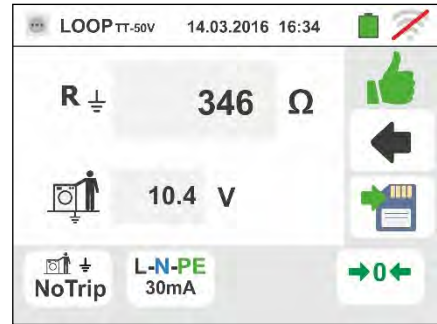 LOOP TT-50V 14.03.2016 16:34
R 346 Ω
10.4 V
NoTrip L-N-PE 30mA →0←